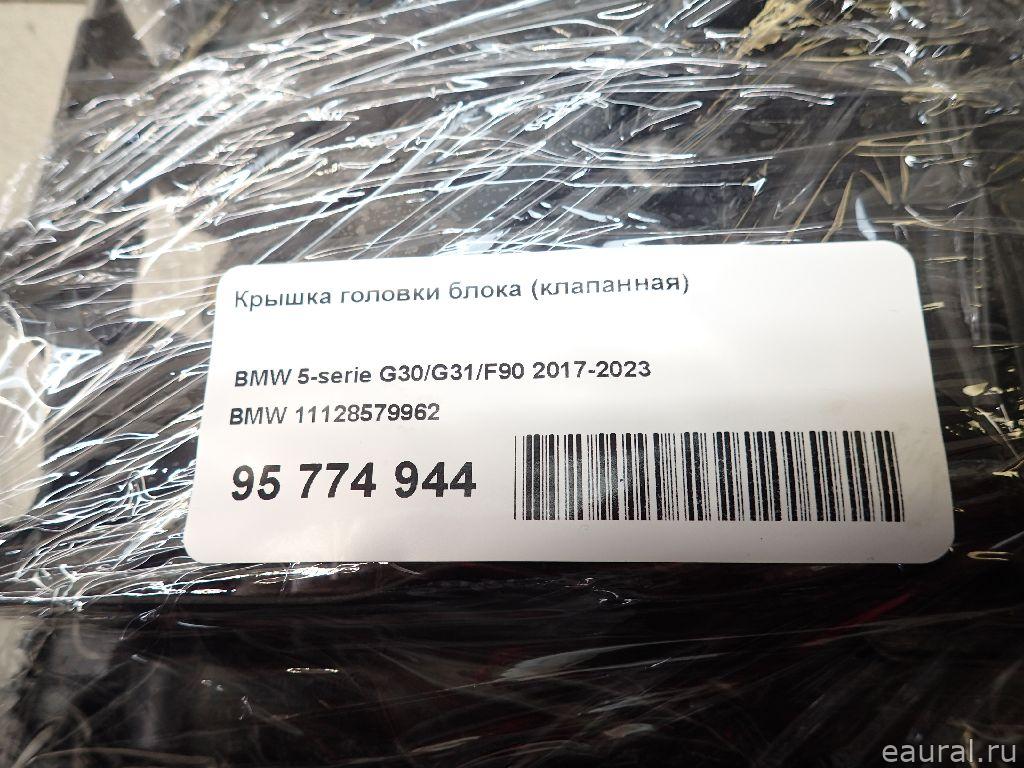 Крышка головки блока (клапанная)
BMW 5-serie G30/G31/F90 2017-2023
BMW 11128579962
95 774 944
eaural.ru